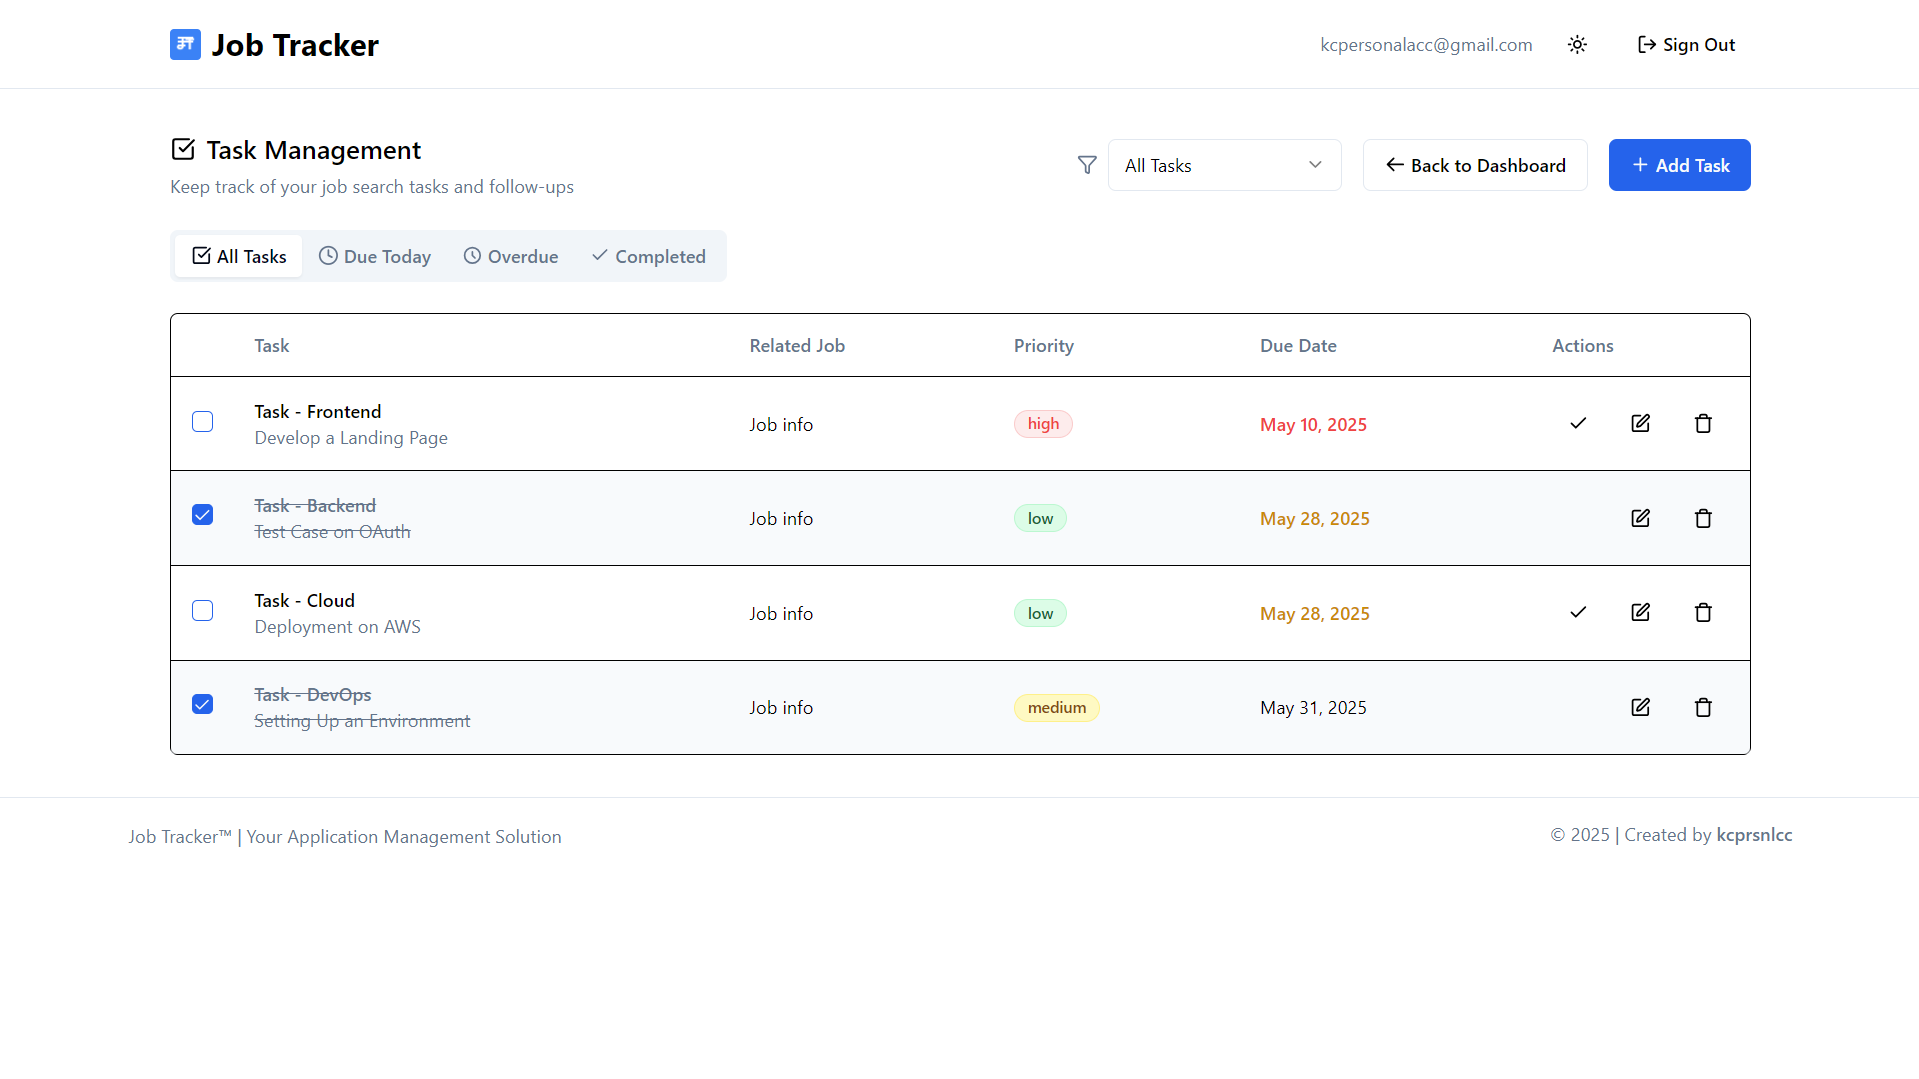 Job Tracker
kcpersonalacc@gmail.com
Sign Out
Task Management
Keep track of your job search tasks and follow-ups
All Tasks
Back to Dashboard
Add Task
All Tasks
Due Today
Overdue
Completed
Task Related Job Priority Due Date Actions
Task - Frontend
Develop a Landing Page
Job info
high
May 10, 2025
Task - Backend
Test Case on OAuth
Job info
low
May 28, 2025
Task - Cloud
Deployment on AWS
Job info
low
May 28, 2025
Task - DevOps
Setting Up an Environment
Job info
medium
May 31, 2025
Job Tracker™ | Your Application Management Solution
© 2025 | Created by kcprsnlcc